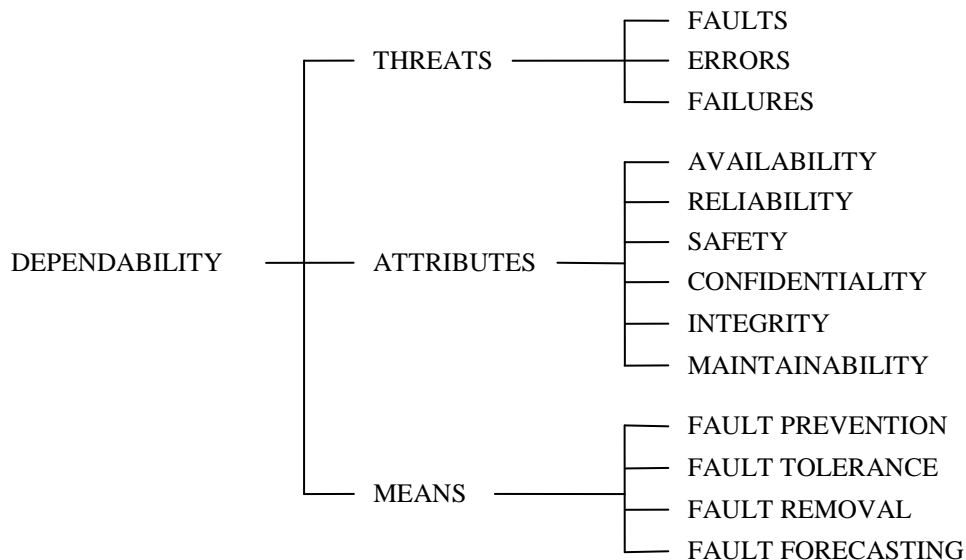 FAULTS
THREATS
ERRORS
FAILURES
AVAILABILITY
RELIABILITY
SAFETY
DEPENDABILITY
ATTRIBUTES
CONFIDENTIALITY
INTEGRITY
MAINTAINABILITY
FAULT PREVENTION
FAULT TOLERANCE
MEANS
FAULT REMOVAL
FAULT FORECASTING